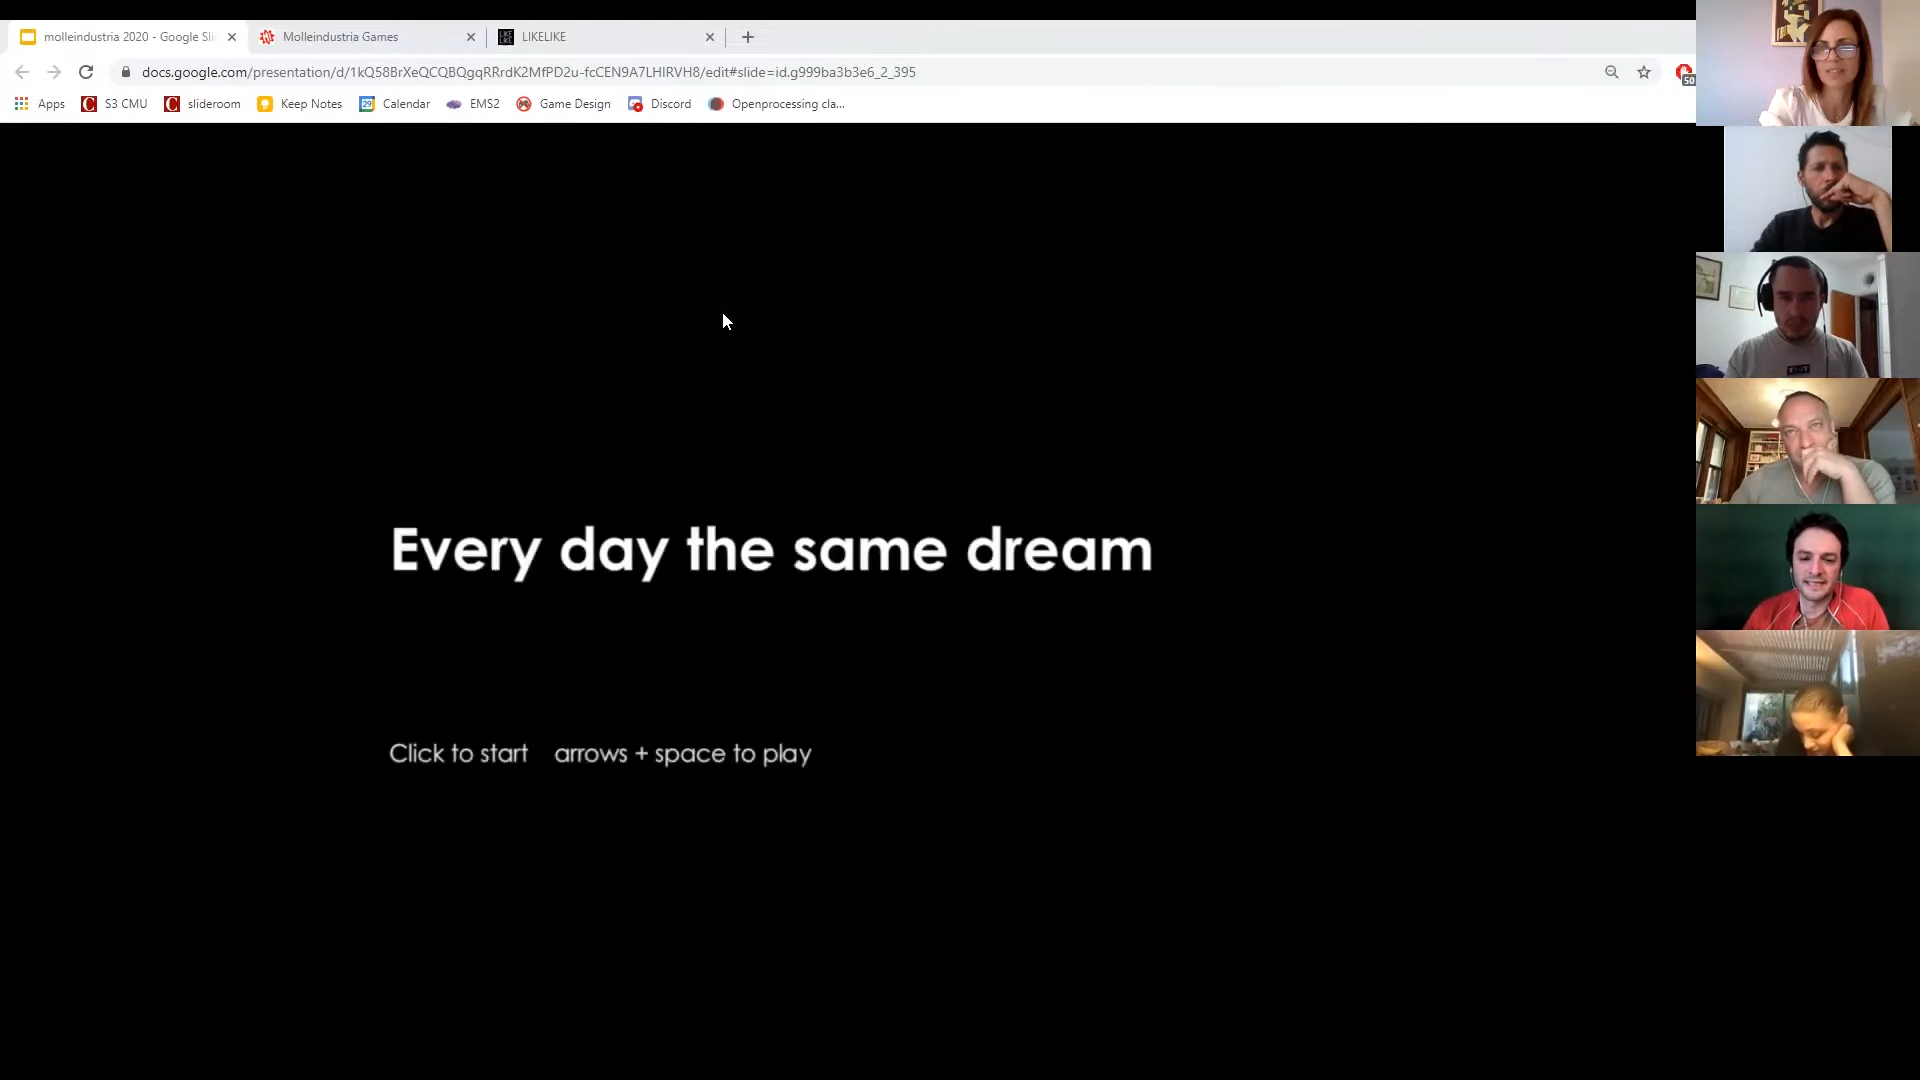 molleindustria 2020 - Google Sli
Molleindustria Games
LIKELIKE
docs.google.com/presentation/d/1kQ58BrXeQCQBQgqRRrdK2MfPD2u-fcCEN9A7LHIRVH8/edit#slide=id.g999ba3b3e6_2_395
50
Apps
S3 CMU
slideroom
29
Keep Notes
Calendar
EMS2
Game Design
Discord
Openprocessing cla...
Every day the same dream
Click to start arrows + space to play